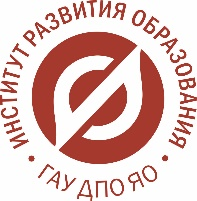 • ИНСТИТУТ РАЗВИТИЯ ОБРАЗОВАНИЯ •
ГАУ ДПО ЯО